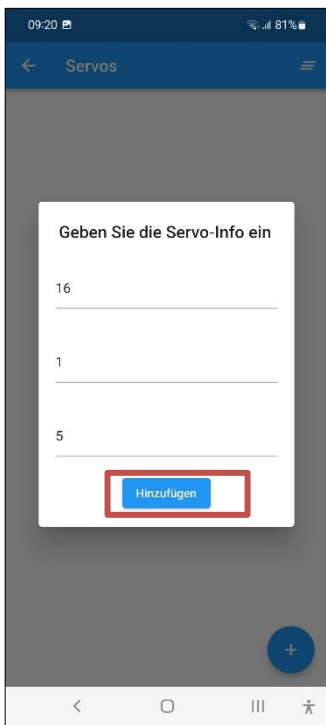 09:20 81%
Servos
Geben Sie die Servo-Info ein
16
1
5
Hinzufügen
+